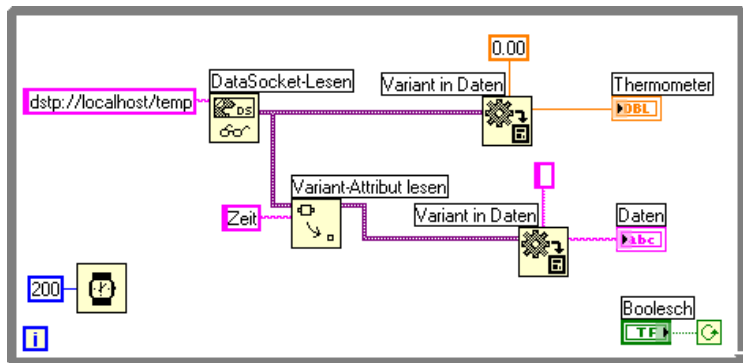 0.00
DataSocket-Lesen
Variant in Daten
Thermometer
dstp://localhost/temp
DS
DBL
Variant-Attribut lesen
Zeit
Variant in Daten
Daten
abc
200
Boolesch
TF
i